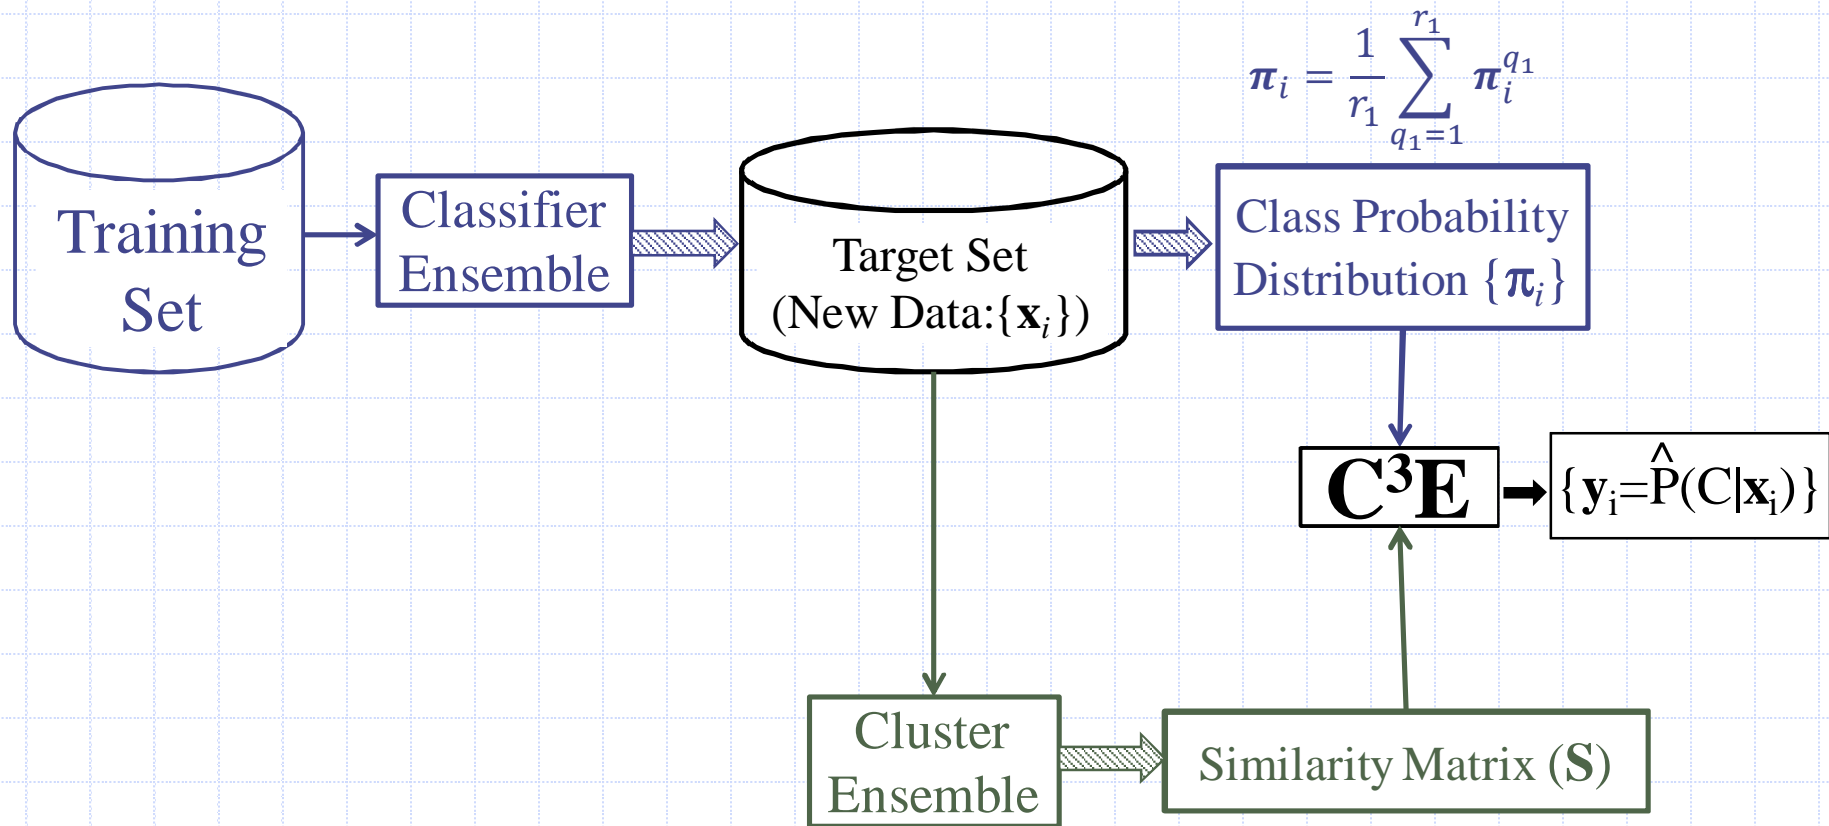 π_i = 1/r_1 ∑_{q_1=1}^{r_1} π_i^{q_1}
Training
Set
Classifier
Ensemble
Target Set
(New Data:{x_i})
Class Probability
Distribution {π_i}
C³E
{y_i=P̂(C|x_i)}
Cluster
Ensemble
Similarity Matrix (S)